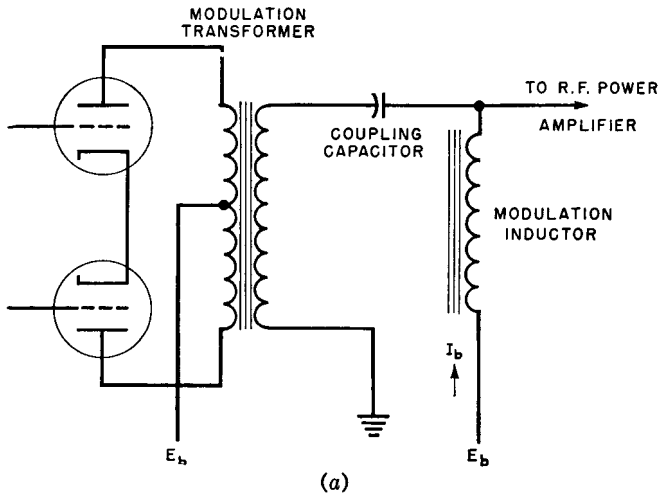 MODULATION
TRANSFORMER
TO R.F. POWER
AMPLIFIER
COUPLING
CAPACITOR
MODULATION
INDUCTOR
Ib
Eb
Eb
(a)